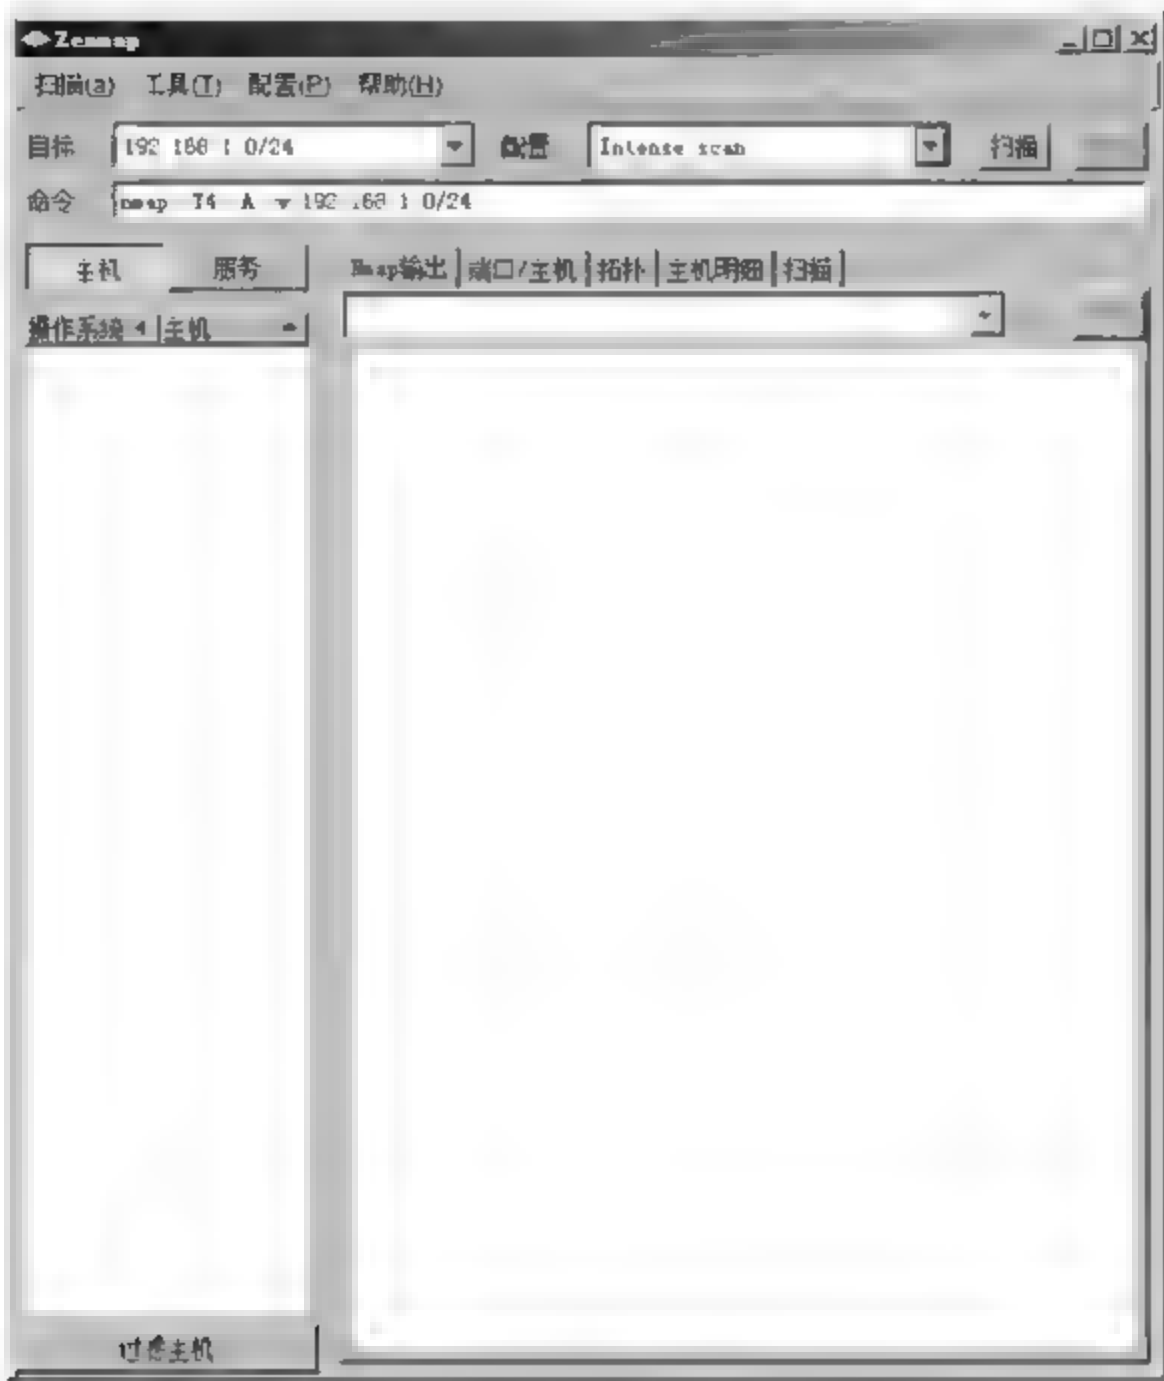 Zenmap
扫描(a) 工具(T) 配置(P) 帮助(H)
目标 192 168 1 0/24 配置 Intense scan 扫描
命令 nmap T4 A v 192 168 1 0/24
主机 服务 Nmap输出 端口/主机 拓扑 主机明细 扫描
操作系统 主机
过滤主机